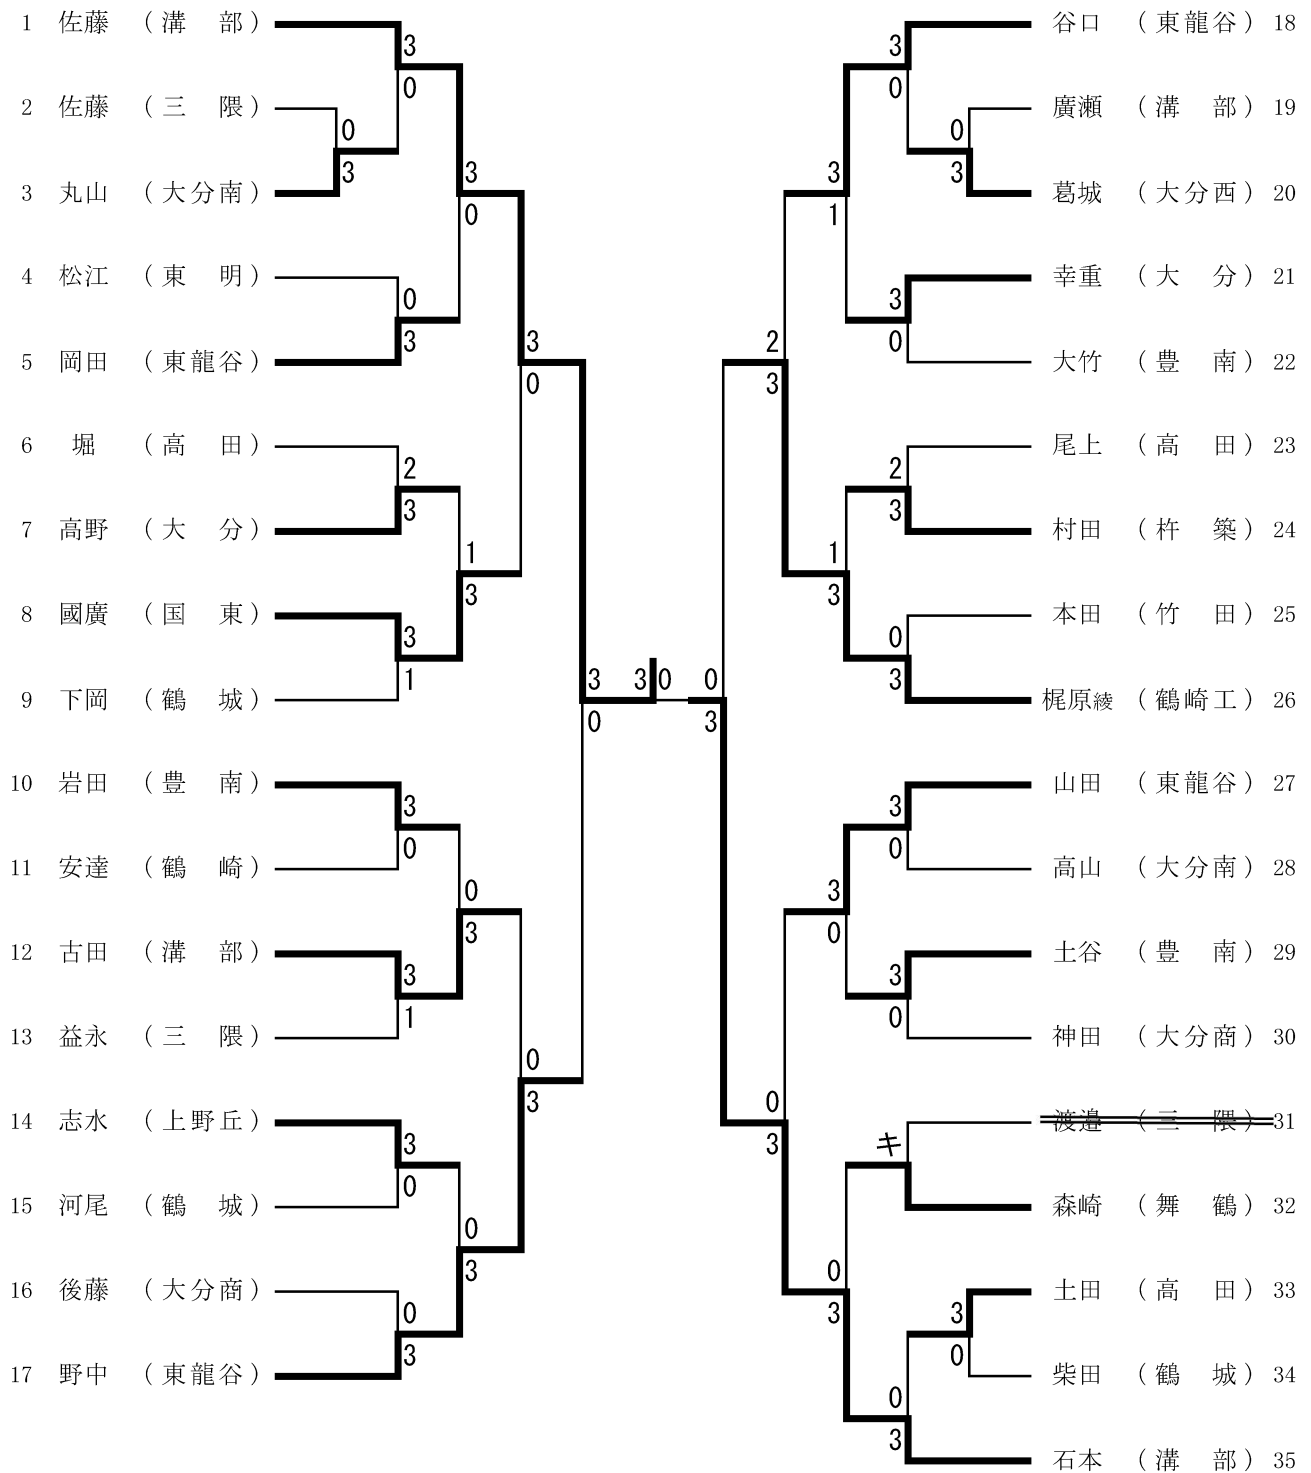 1 佐藤 （溝　部）
3
0
2 佐藤 （三　隈）
0
3
3 丸山 （大分南）
3
0
4 松江 （東　明）
0
3
5 岡田 （東龍谷）
3
0
6 堀 （高　田）
2
3
7 高野 （大　分）
1
3
8 國廣 （国　東）
3
1
9 下岡 （鶴　城）
3
0
10 岩田 （豊　南）
3
0
11 安達 （鶴　崎）
0
3
12 古田 （溝　部）
3
1
13 益永 （三　隈）
0
3
14 志水 （上野丘）
3
0
15 河尾 （鶴　城）
0
3
16 後藤 （大分商）
0
3
17 野中 （東龍谷）
3 0
谷口 （東龍谷） 18
3
0
廣瀬 （溝　部） 19
0
3
葛城 （大分西） 20
3
1
幸重 （大　分） 21
3
0
大竹 （豊　南） 22
2
3
尾上 （高　田） 23
2
3
村田 （杵　築） 24
1
3
本田 （竹　田） 25
0
3
梶原綾 （鶴崎工） 26
0
3
山田 （東龍谷） 27
3
0
高山 （大分南） 28
3
0
土谷 （豊　南） 29
3
0
神田 （大分商） 30
0
3
渡邉 （三　隈） 31
キ
森崎 （舞　鶴） 32
0
3
土田 （高　田） 33
3
0
柴田 （鶴　城） 34
0
3
石本 （溝　部） 35